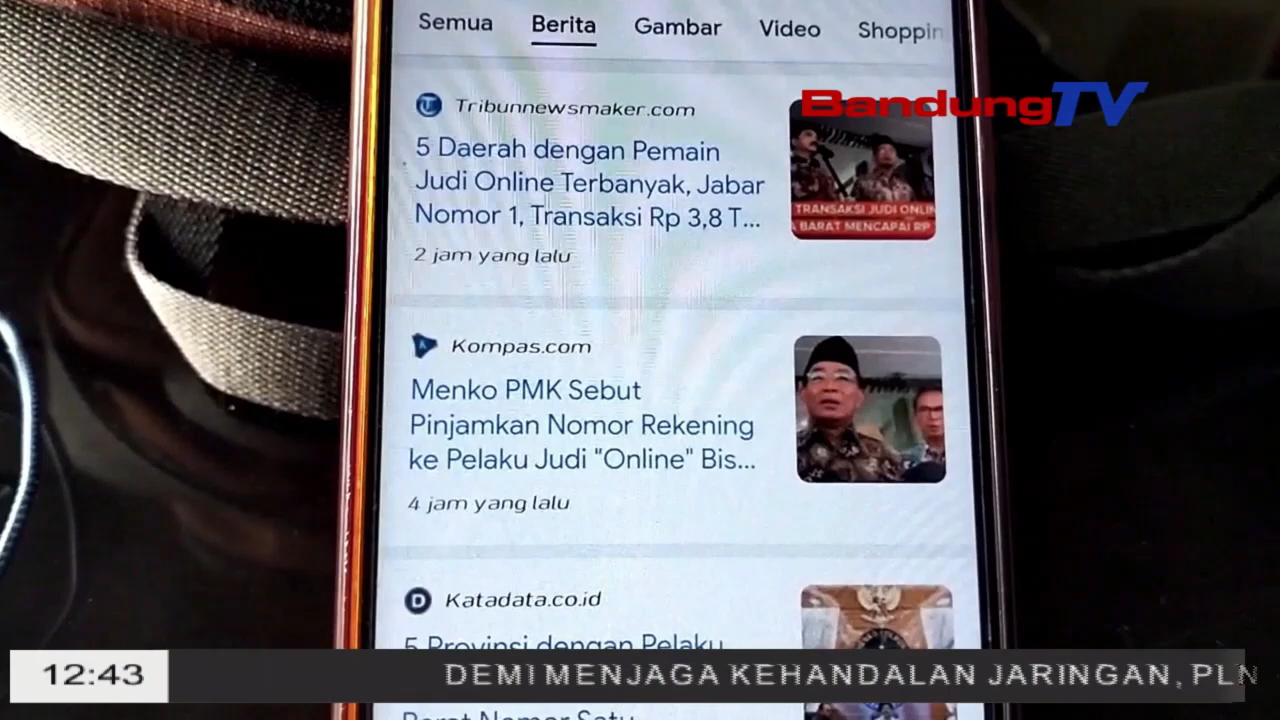 Semua Berita Gambar Video Shoppin
BandungTV
Tribunnewsmaker.com
5 Daerah dengan Pemain
Judi Online Terbanyak, Jabar
Nomor 1, Transaksi Rp 3,8 T...
2 jam yang lalu
TRANSAKSI JUDI ONLIN
BARAT MENCAPAI RP
Kompas.com
Menko PMK Sebut
Pinjamkan Nomor Rekening
ke Pelaku Judi "Online" Bis...
4 jam yang lalu
Katadata.co.id
5 Provinsi dengan Pelaku
12:43
DEMI MENJAGA KEHANDALAN JARINGAN, PLN
Barat Nomor Satu